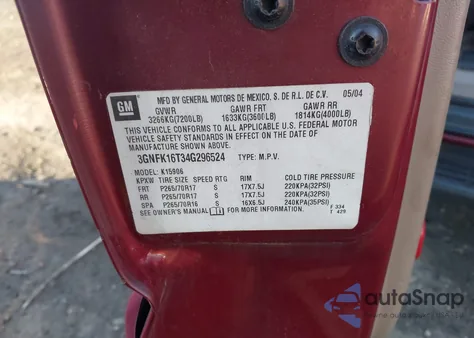 GM
MFD BY GENERAL MOTORS DE MEXICO. S. DE R.L. DE C.V. 05/04
GVWR GAWR FRT GAWR RR
3266KG(7200LB) 1633KG(3600LB) 1814KG(4000LB)
THIS VEHICLE CONFORMS TO ALL APPLICABLE U.S. FEDERAL MOTOR
VEHICLE SAFETY STANDARDS IN EFFECT ON THE DATE OF
MANUFACTURE SHOWN ABOVE.
3GNFK16T34G296524 TYPE: M.P.V.
MODEL: K15906
KPXW TIRE SIZE SPEED RTG RIM COLD TIRE PRESSURE
FRT P265/70R17 S 17X7.5J 220KPA(32PSI)
RR P265/70R17 S 17X7.5J 220KPA(32PSI)
SPA P265/70R16 S 16X6.5J 240KPA(35PSI)
SEE OWNER'S MANUAL FOR MORE INFORMATION
F 334
T 425
autoSnap